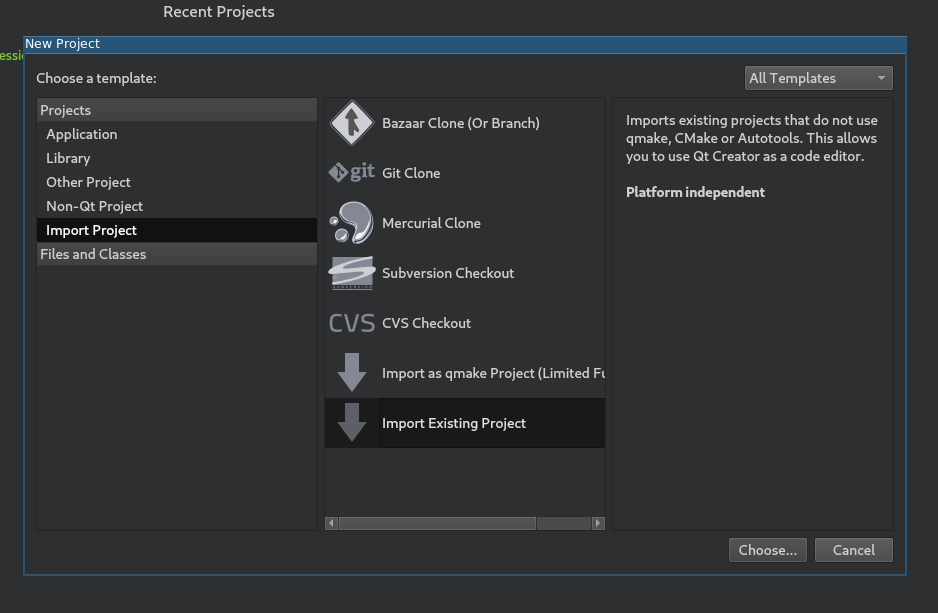 Recent Projects
essi
New Project
Choose a template:
All Templates
Projects
Application
Library
Other Project
Non-Qt Project
Import Project
Files and Classes
Bazaar Clone (Or Branch)
git Git Clone
Mercurial Clone
SUBVERSION Subversion Checkout
CVS CVS Checkout
Import as qmake Project (Limited Fu
Import Existing Project
Imports existing projects that do not use
qmake, CMake or Autotools. This allows
you to use Qt Creator as a code editor.
Platform independent
Choose...
Cancel